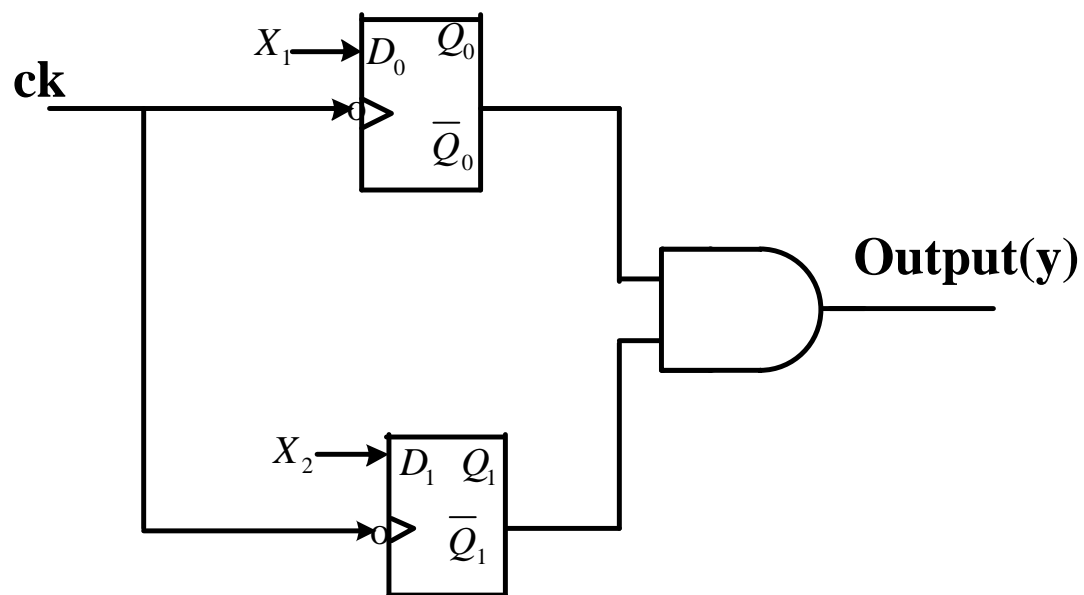 X₁
D₀
Q₀
ck
Q̅₀
Output(y)
X₂
D₁
Q₁
Q̅₁